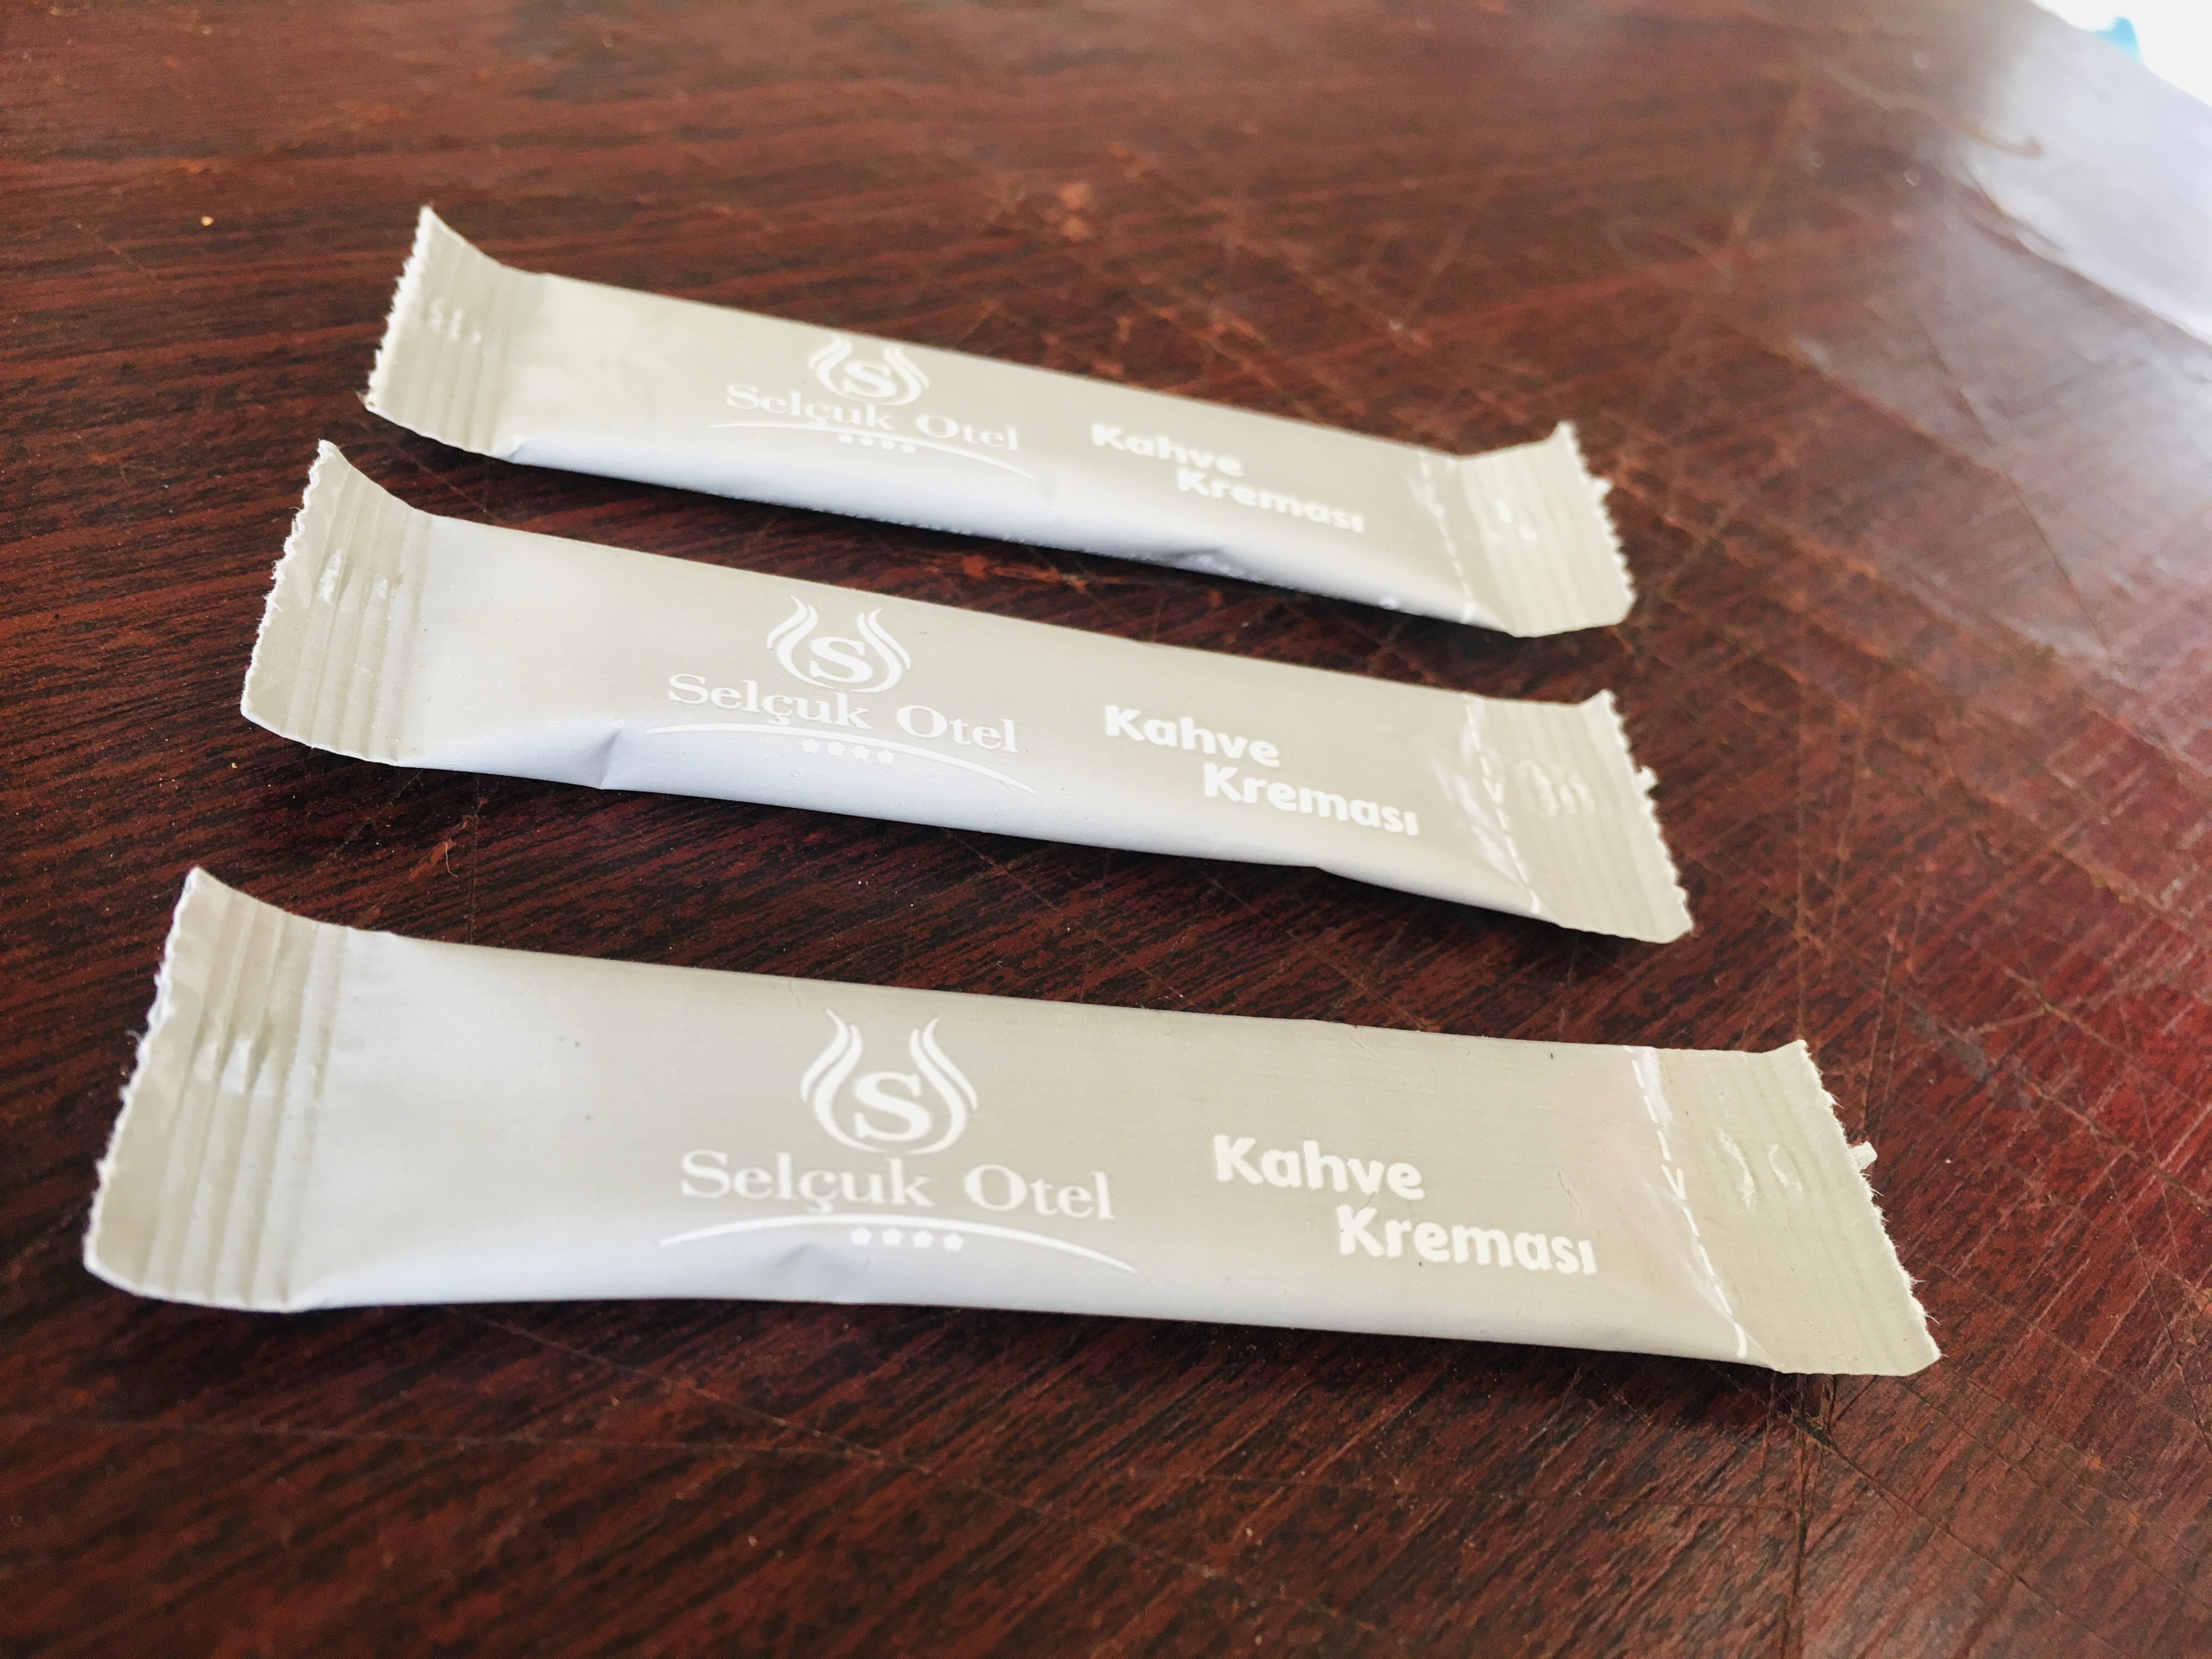 S
Selçuk Otel
Kahve
Kreması
S
Selçuk Otel
Kahve
Kreması
S
Selçuk Otel
Kahve
Kreması